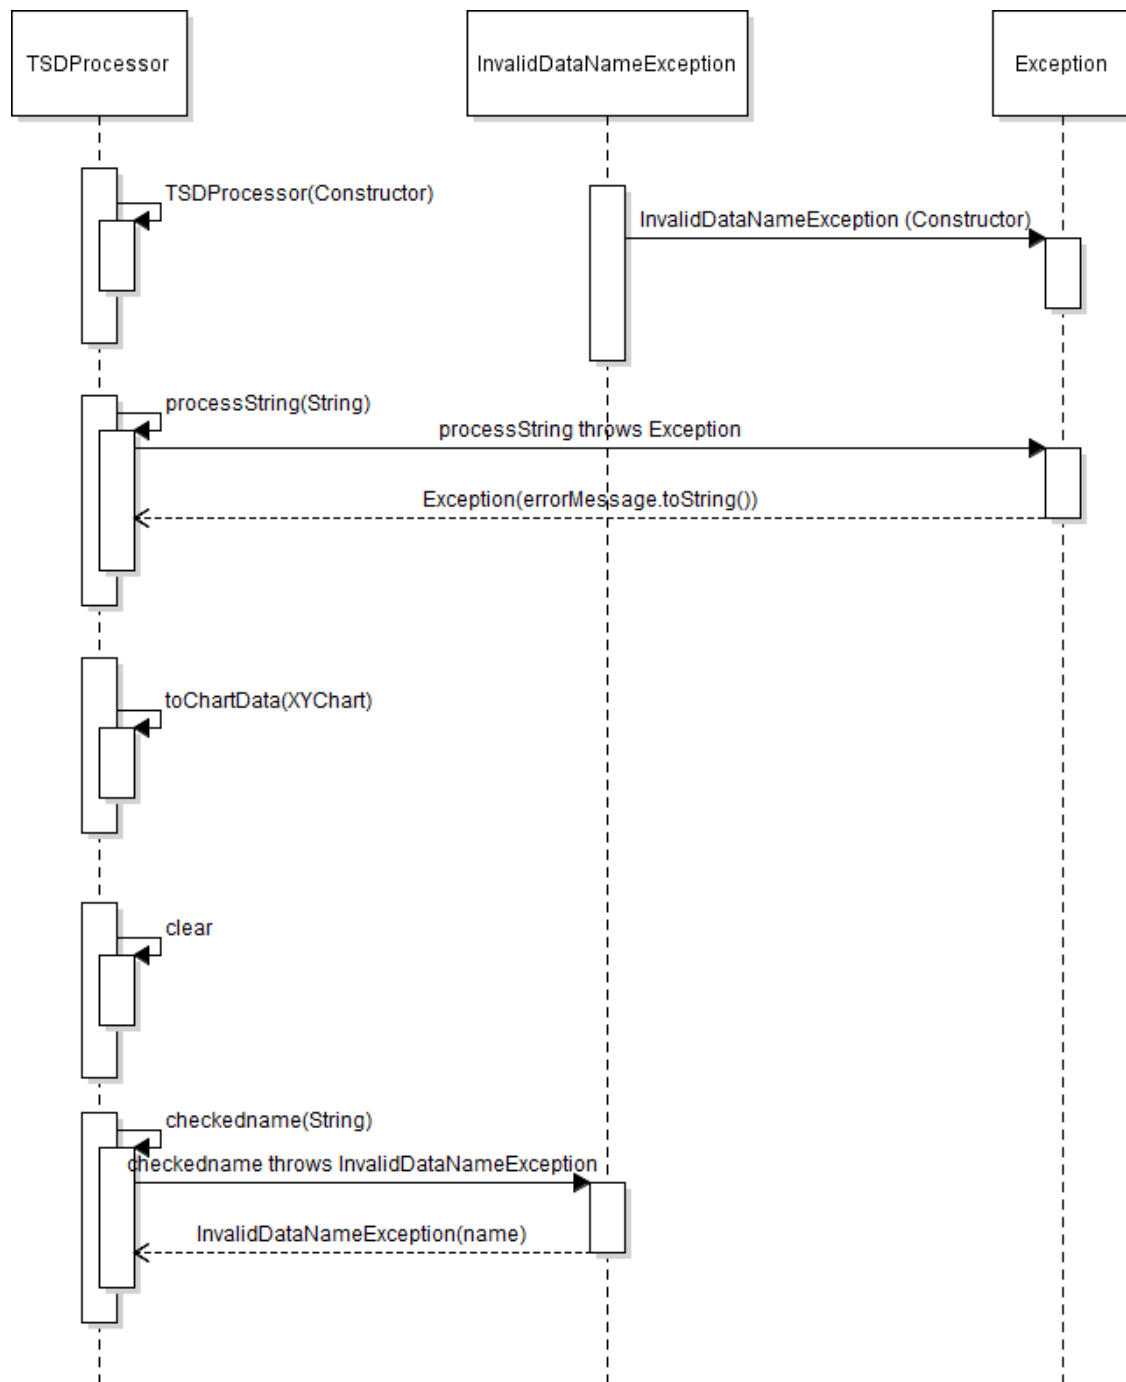 TSDProcessor
InvalidDataNameException
Exception
TSDProcessor(Constructor)
InvalidDataNameException (Constructor)
processString(String)
processString throws Exception
Exception(errorMessage.toString())
toChartData(XYChart)
clear
checkedname(String)
checkedname throws InvalidDataNameException
InvalidDataNameException(name)